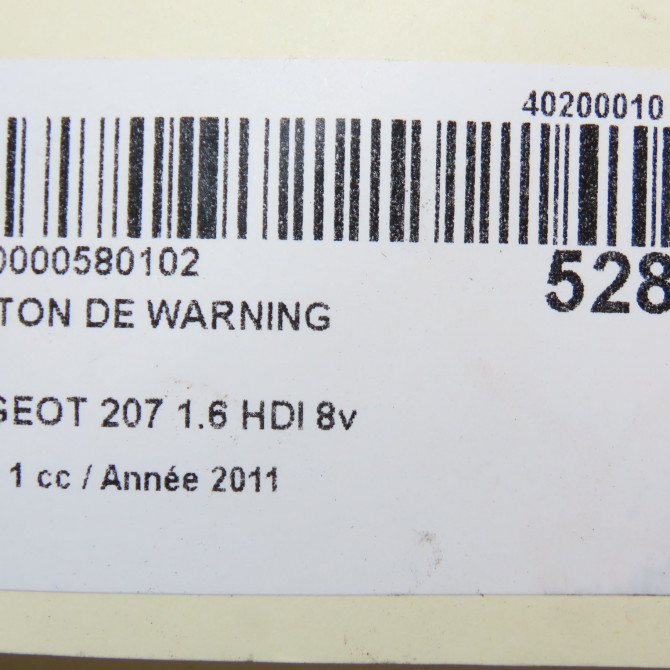 40200010
0000580102
528
TON DE WARNING
GEOT 207 1.6 HDI 8v
1 cc / Année 2011